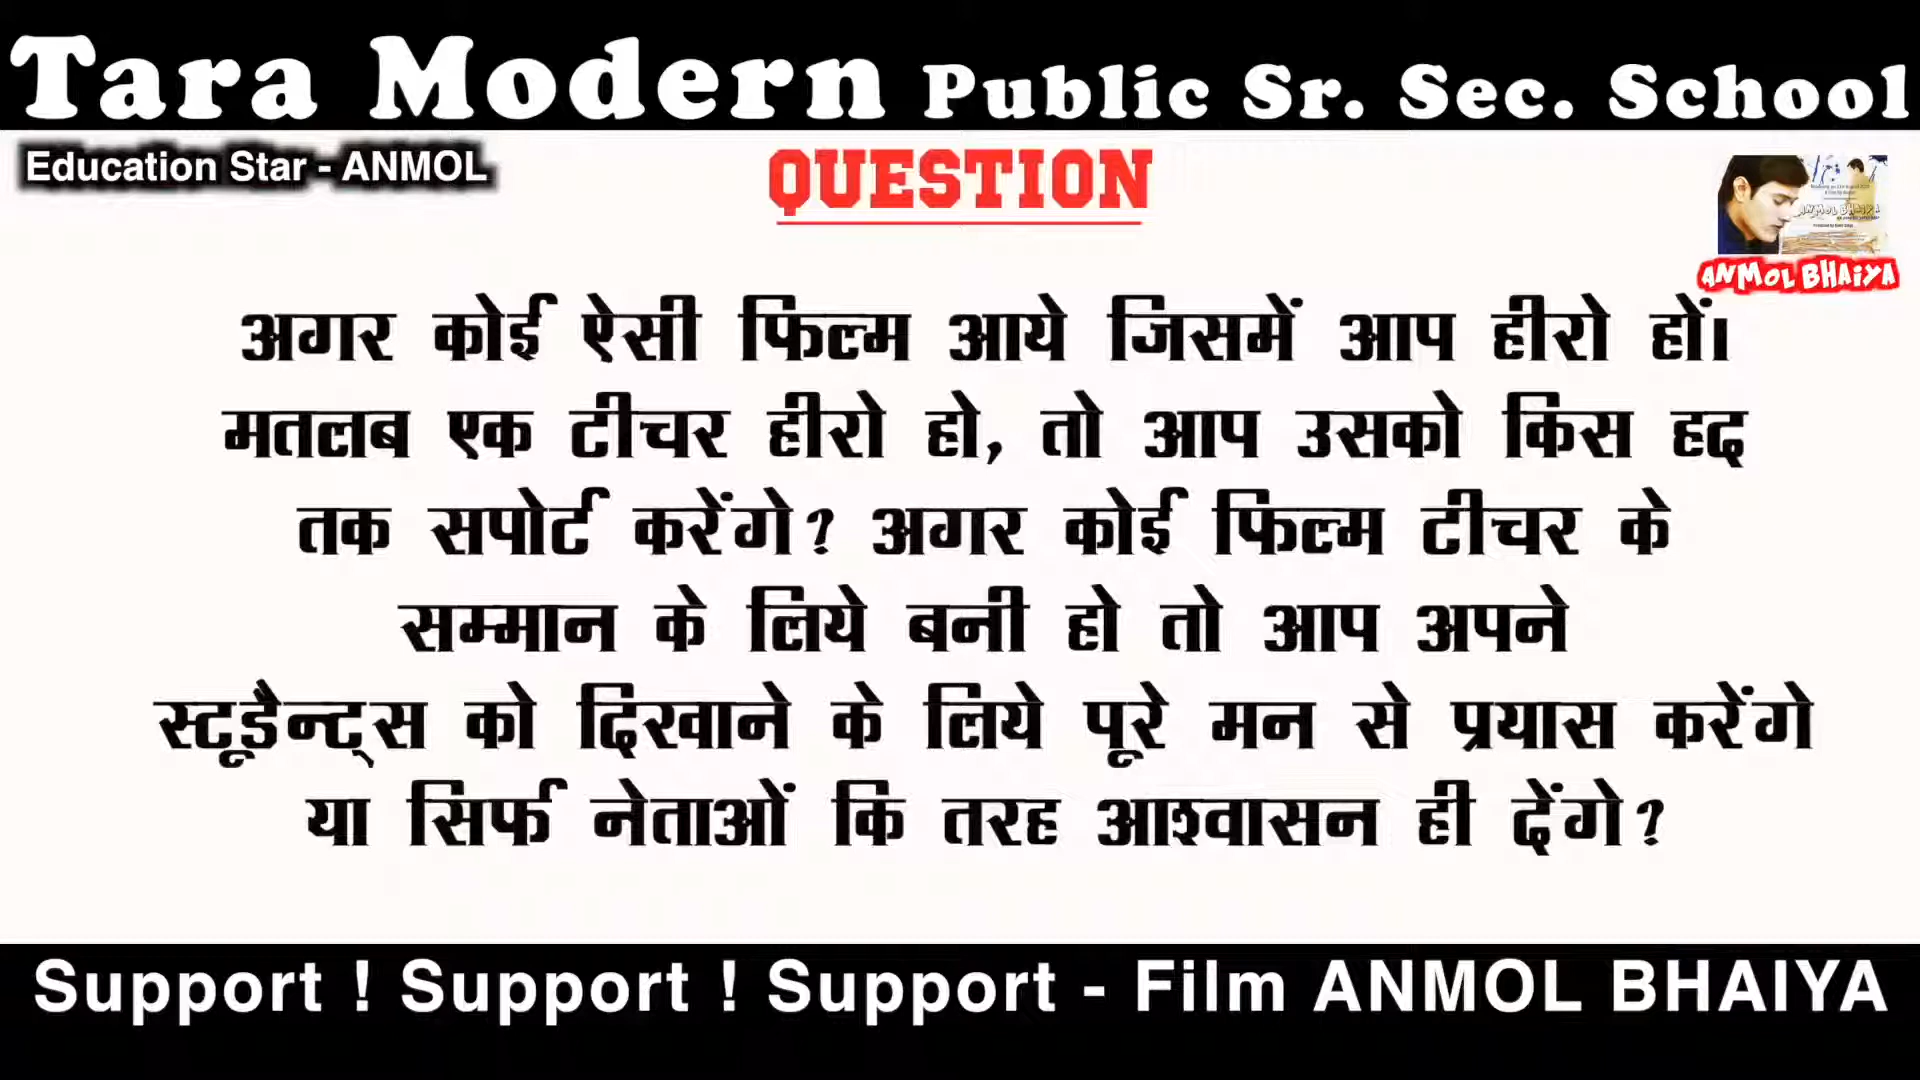 Tara Modern Public Sr. Sec. School
Education Star - ANMOL
QUESTION
ANMOL BHAIYA
ANMOL BHAIYA
अगर कोई ऐसी फिल्म आये जिसमें आप हीरो हों।
मतलब एक टीचर हीरो हो, तो आप उसको किस हद
तक सपोर्ट करेंगे? अगर कोई फिल्म टीचर के
सम्मान के लिये बनी हो तो आप अपने
स्टूडैन्ट्स को दिखाने के लिये पूरे मन से प्रयास करेंगे
या सिर्फ नेताओं कि तरह आश्वासन ही देंगे?
Support ! Support ! Support - Film ANMOL BHAIYA